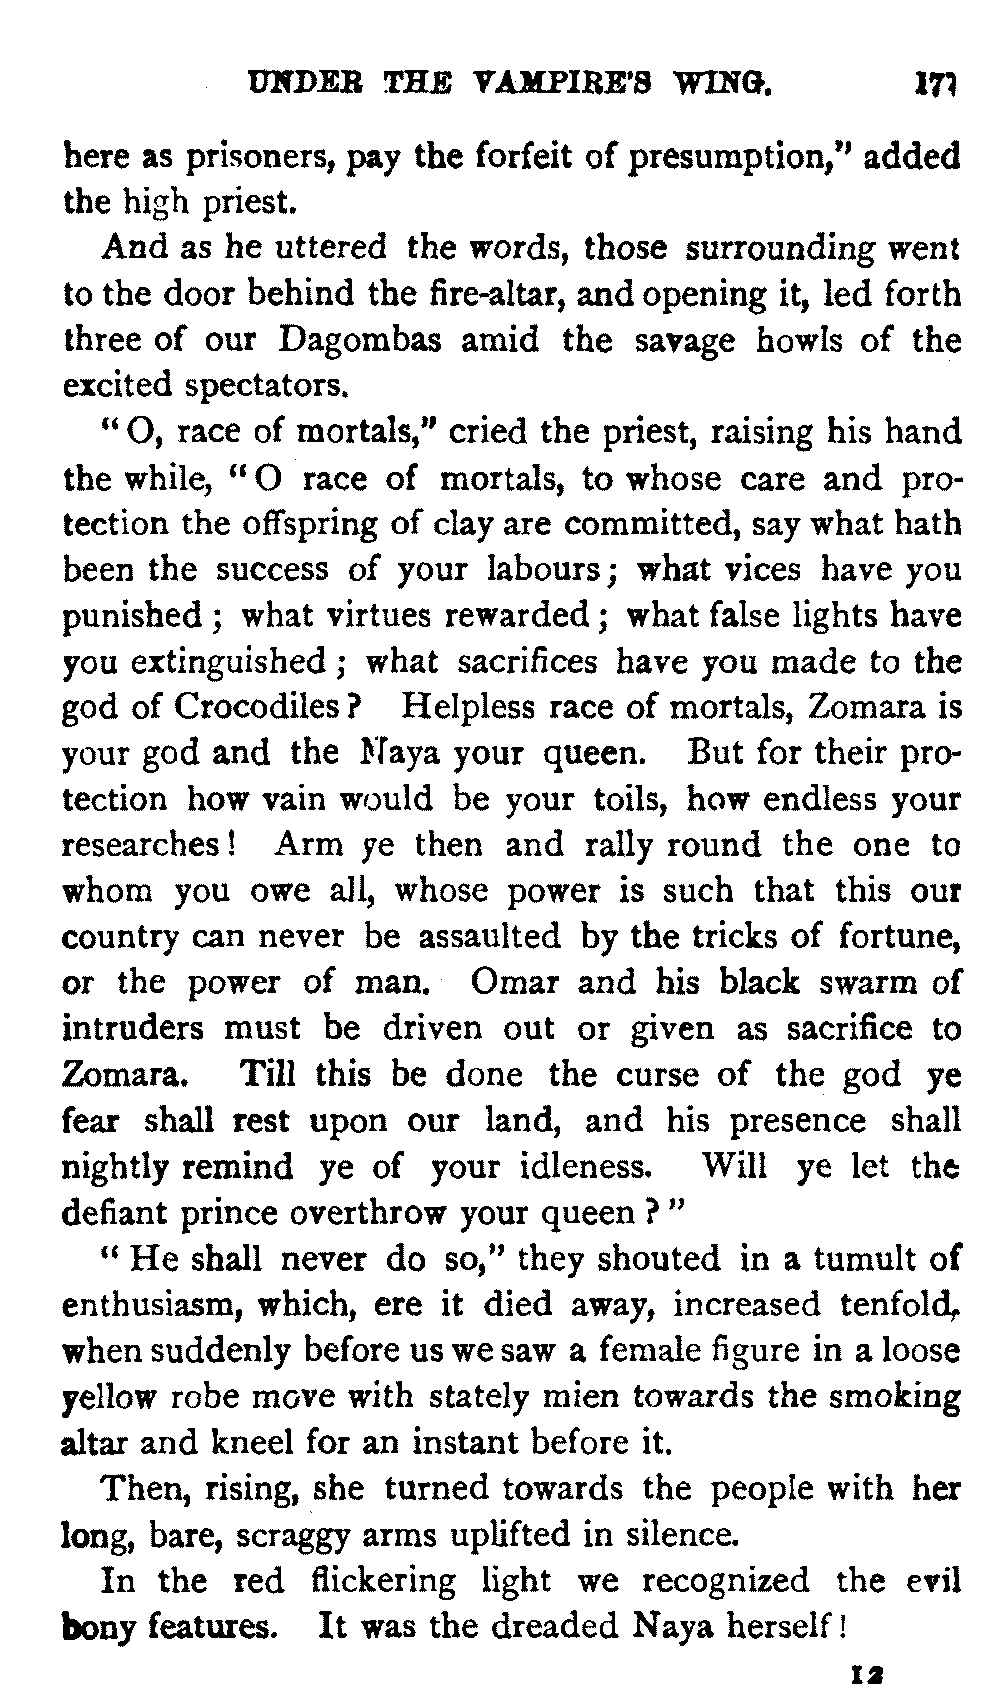 UNDER THE VAMPIRE'S WING. 171
here as prisoners, pay the forfeit of presumption," added
the high priest.
And as he uttered the words, those surrounding went
to the door behind the fire-altar, and opening it, led forth
three of our Dagombas amid the savage howls of the
excited spectators.
"O, race of mortals," cried the priest, raising his hand
the while, "O race of mortals, to whose care and pro-
tection the offspring of clay are committed, say what hath
been the success of your labours; what vices have you
punished; what virtues rewarded; what false lights have
you extinguished; what sacrifices have you made to the
god of Crocodiles? Helpless race of mortals, Zomara is
your god and the Naya your queen. But for their pro-
tection how vain would be your toils, how endless your
researches! Arm ye then and rally round the one to
whom you owe all, whose power is such that this our
country can never be assaulted by the tricks of fortune,
or the power of man. Omar and his black swarm of
intruders must be driven out or given as sacrifice to
Zomara. Till this be done the curse of the god ye
fear shall rest upon our land, and his presence shall
nightly remind ye of your idleness. Will ye let the
defiant prince overthrow your queen?"
"He shall never do so," they shouted in a tumult of
enthusiasm, which, ere it died away, increased tenfold,
when suddenly before us we saw a female figure in a loose
yellow robe move with stately mien towards the smoking
altar and kneel for an instant before it.
Then, rising, she turned towards the people with her
long, bare, scraggy arms uplifted in silence.
In the red flickering light we recognized the evil
bony features. It was the dreaded Naya herself!
12